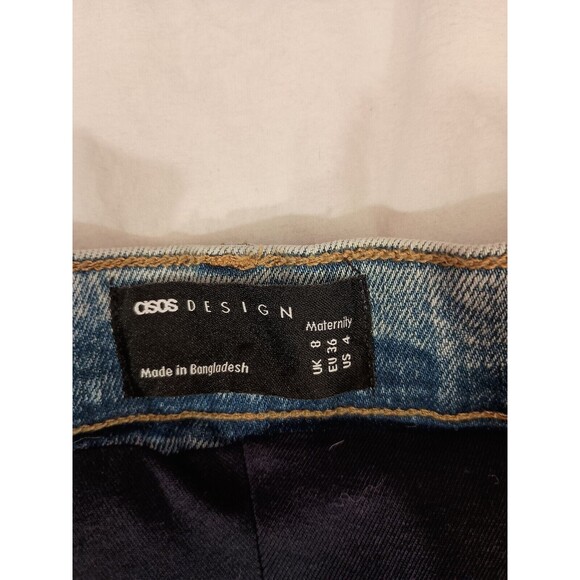 asos DESIGN
Maternity
UK 8
EU 36
US 4
Made in Bangladesh